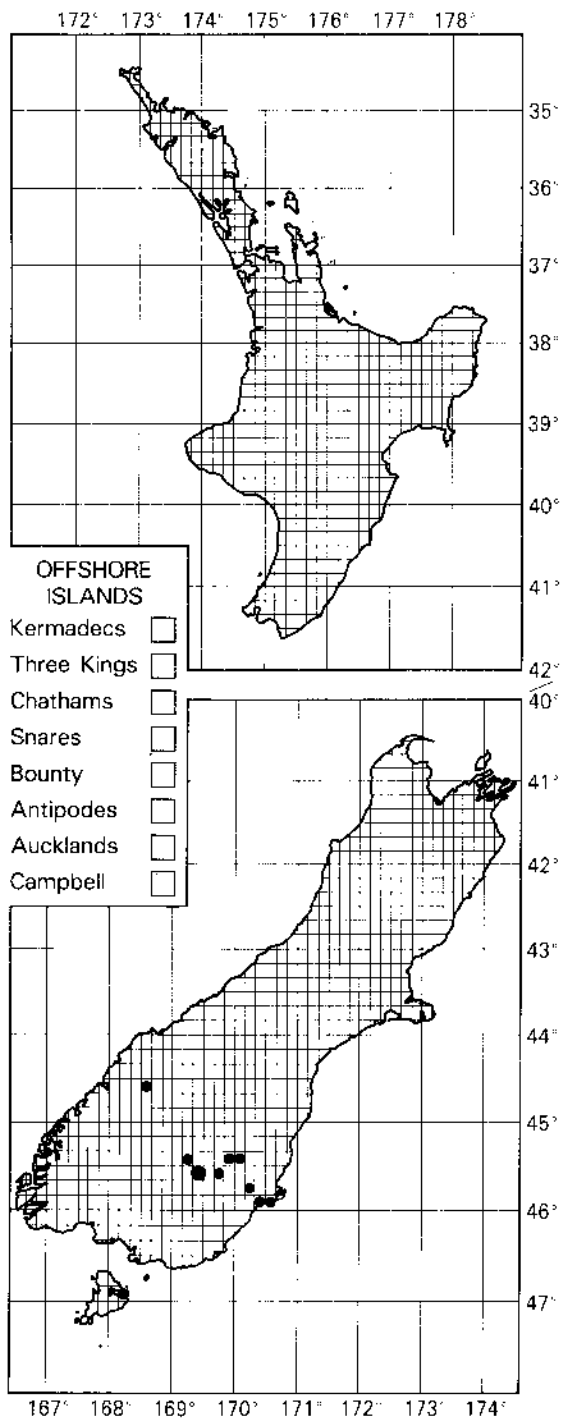 172° 173° 174° 175° 176° 177° 178°
35°
36°
37°
38°
39°
40°
41°
42°
OFFSHORE
ISLANDS
Kermadecs
Three Kings
Chathams
Snares
Bounty
Antipodes
Aucklands
Campbell
40°
41°
42°
43°
44°
45°
46°
47°
167° 168° 169° 170° 171° 172° 173° 174°